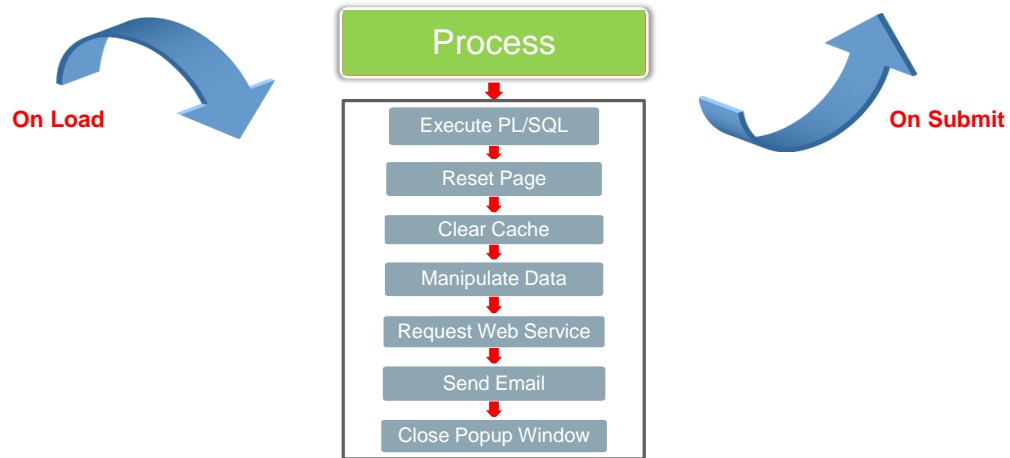 Process
On Load
On Submit
Execute PL/SQL
Reset Page
Clear Cache
Manipulate Data
Request Web Service
Send Email
Close Popup Window